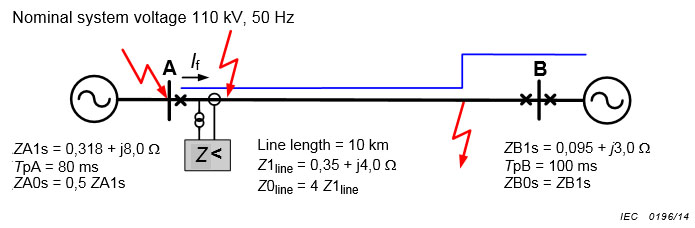 Nominal system voltage 110 kV, 50 Hz
A
If
B
Z <
ZA1s = 0,318 + j8,0 Ω
TpA = 80 ms
ZA0s = 0,5 ZA1s
Line length = 10 km
Z1line = 0,35 + j4,0 Ω
Z0line = 4 Z1line
ZB1s = 0,095 + j3,0 Ω
TpB = 100 ms
ZB0s = ZB1s
IEC 0196/14